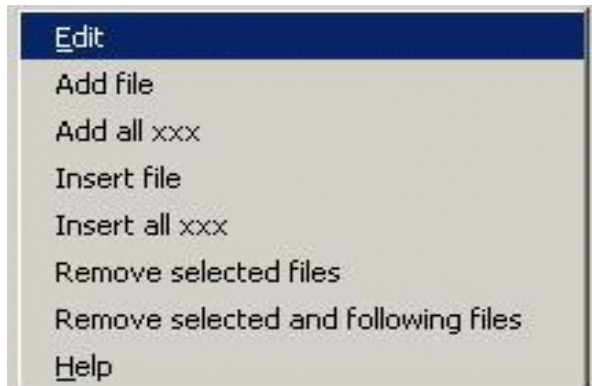 Edit
Add file
Add all xxx
Insert file
Insert all xxx
Remove selected files
Remove selected and following files
Help